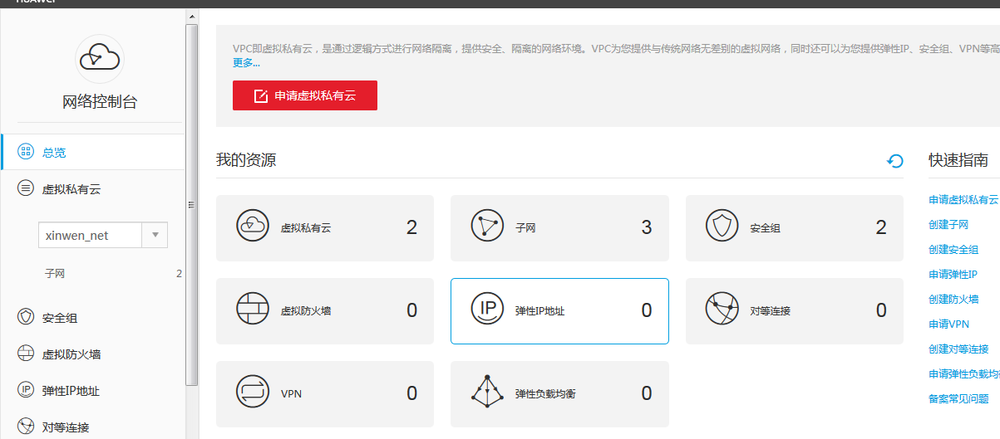 HUAWEI
网络控制台
总览
虚拟私有云
xinwen_net
子网 2
安全组
虚拟防火墙
IP 弹性IP地址
对等连接
VPC即虚拟私有云，是通过逻辑方式进行网络隔离，提供安全、隔离的网络环境。VPC为您提供与传统网络无差别的虚拟网络，同时还可以为您提供弹性IP、安全组、VPN等高
更多...
申请虚拟私有云
我的资源
虚拟私有云 2
子网 3
安全组 2
虚拟防火墙 0
IP 弹性IP地址 0
对等连接 0
VPN 0
弹性负载均衡 0
快速指南
申请虚拟私有云
创建子网
创建安全组
申请弹性IP
创建防火墙
申请VPN
创建对等连接
申请弹性负载均
备案常见问题